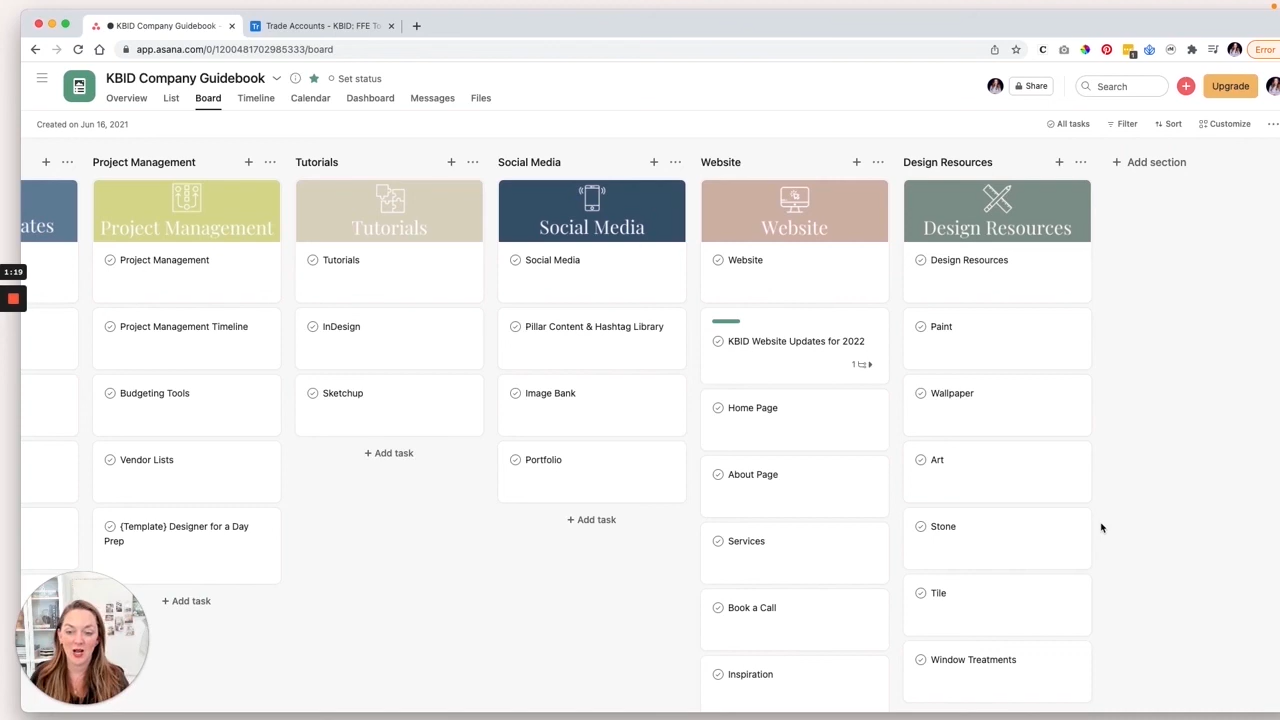 KBID Company Guidebook -
Trade Accounts - KBID: FFE To
app.asana.com/0/1200481702985333/board
Error
KBID Company Guidebook
Set status
Share
Search
Upgrade
Overview
List
Board
Timeline
Calendar
Dashboard
Messages
Files
Created on Jun 16, 2021
All tasks
Filter
Sort
Customize
Project Management
Tutorials
Social Media
Website
Design Resources
Add section
ates
Project Management
Project Management
Project Management Timeline
Budgeting Tools
Vendor Lists
{Template} Designer for a Day
Prep
+ Add task
Tutorials
Tutorials
InDesign
Sketchup
+ Add task
Social Media
Social Media
Pillar Content & Hashtag Library
Image Bank
Portfolio
+ Add task
Website
Website
KBID Website Updates for 2022
1
Home Page
About Page
Services
Book a Call
Inspiration
Design Resources
Design Resources
Paint
Wallpaper
Art
Stone
Tile
Window Treatments
1:19